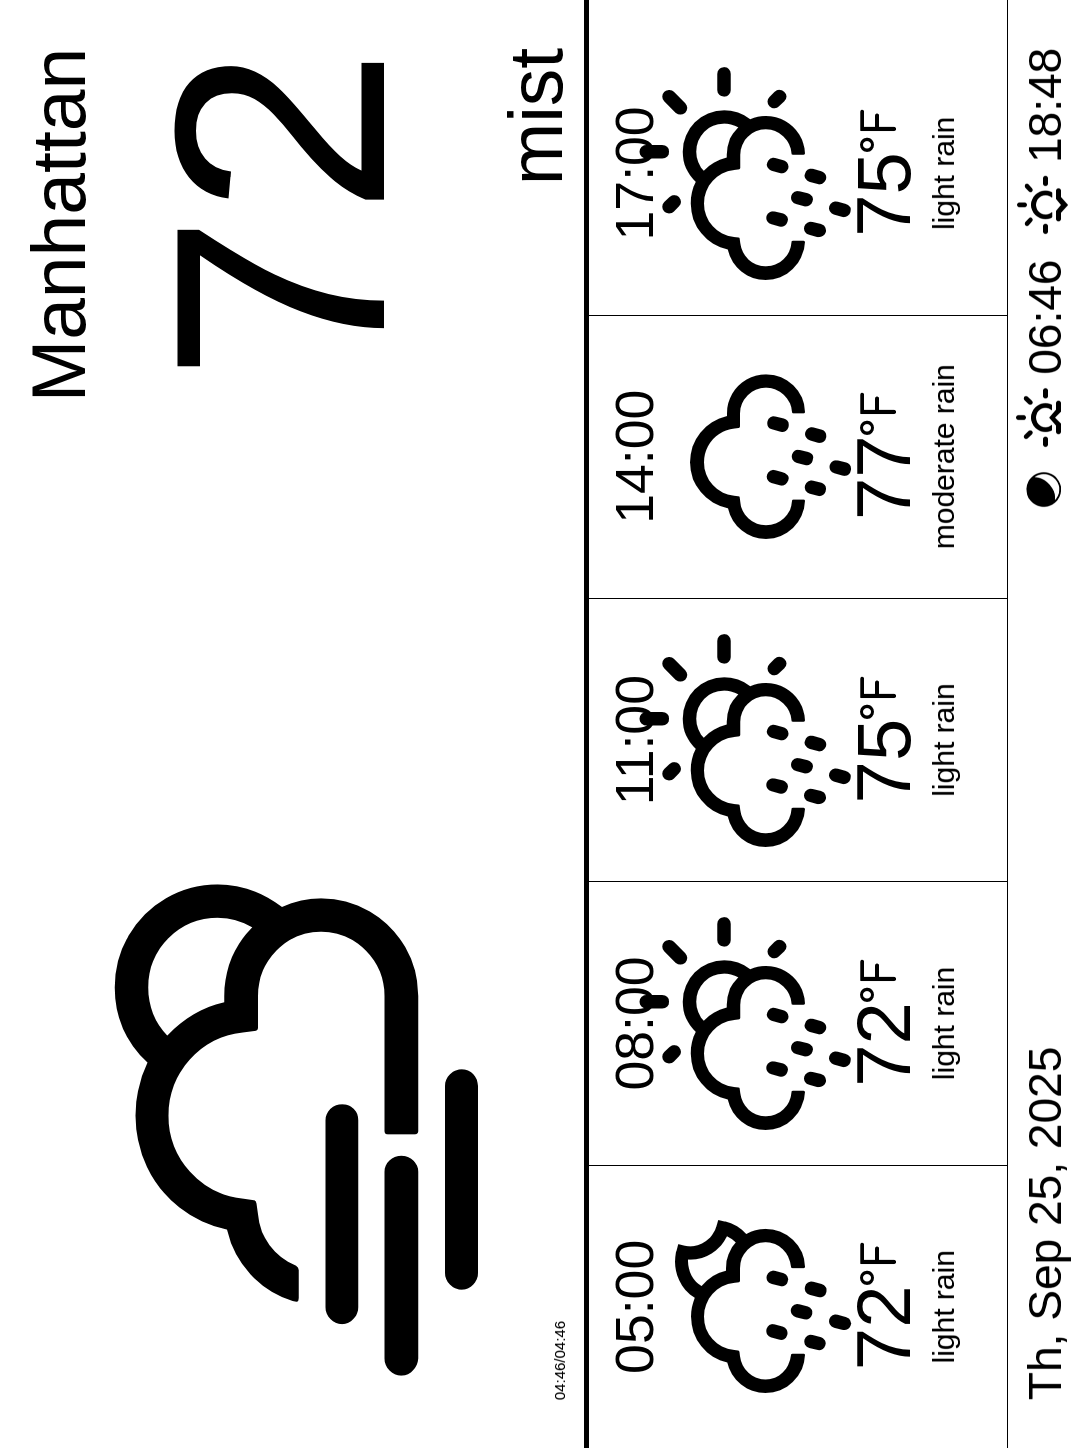 Manhattan
72
mist
04:46/04:46
05:00
72°F
light rain
08:00
72°F
light rain
11:00
75°F
light rain
14:00
77°F
moderate rain
17:00
75°F
light rain
Th, Sep 25, 2025
06:46
18:48